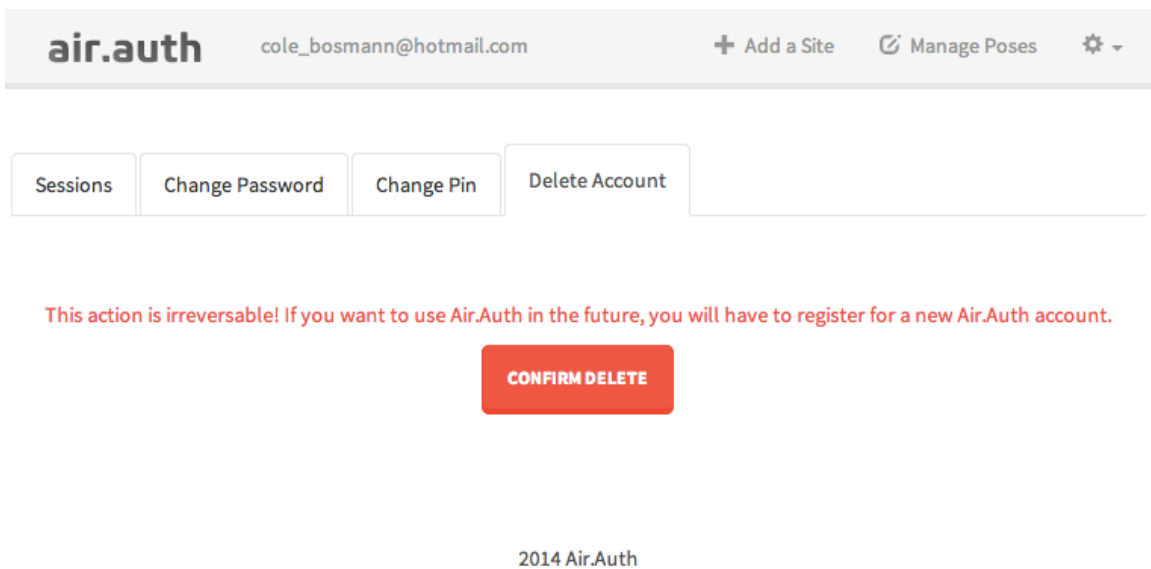 air.auth cole_bosmann@hotmail.com Add a Site Manage Poses
Sessions Change Password Change Pin Delete Account
This action is irreversable! If you want to use Air.Auth in the future, you will have to register for a new Air.Auth account.
CONFIRM DELETE
2014 Air.Auth